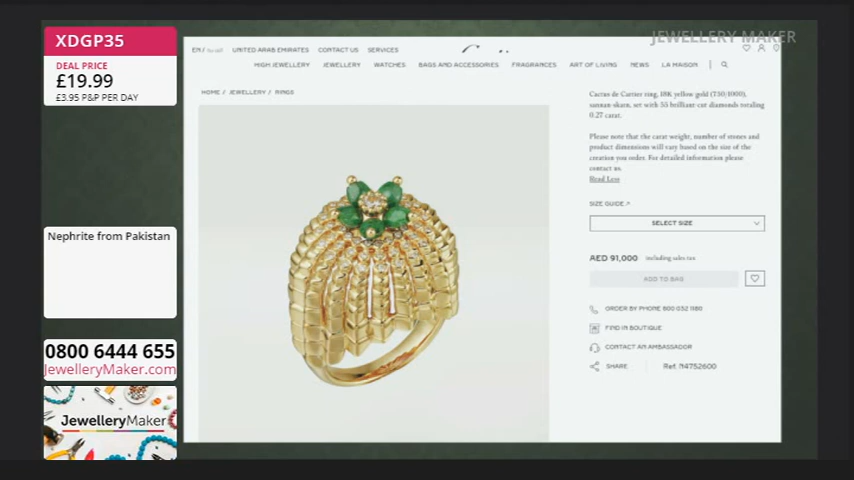 XDGP35
DEAL PRICE
£19.99
£3.95 P&P PER DAY
Nephrite from Pakistan
0800 6444 655
JewelleryMaker.com
JewelleryMaker
JEWELLERY MAKER
EN /
UNITED ARAB EMIRATES CONTACT US SERVICES
HIGH JEWELLERY JEWELLERY WATCHES BAGS AND ACCESSORIES FRAGRANCES ART OF LIVING NEWS LA MAISON
HOME / JEWELLERY / RINGS
Cactus de Cartier ring, 18K yellow gold (750/1000),
set with 55 brilliant-cut diamonds totaling
0.27 carat.
Please note that the carat weight, number of stones and
product dimensions will vary based on the size of the
creation you order. For detailed information please
contact us.
Read Less
SIZE GUIDE
SELECT SIZE
AED 91,000 including sales tax
ADD TO BAG
ORDER BY PHONE 800 032 1180
FIND IN BOUTIQUE
CONTACT AN AMBASSADOR
SHARE Ref: N4752600